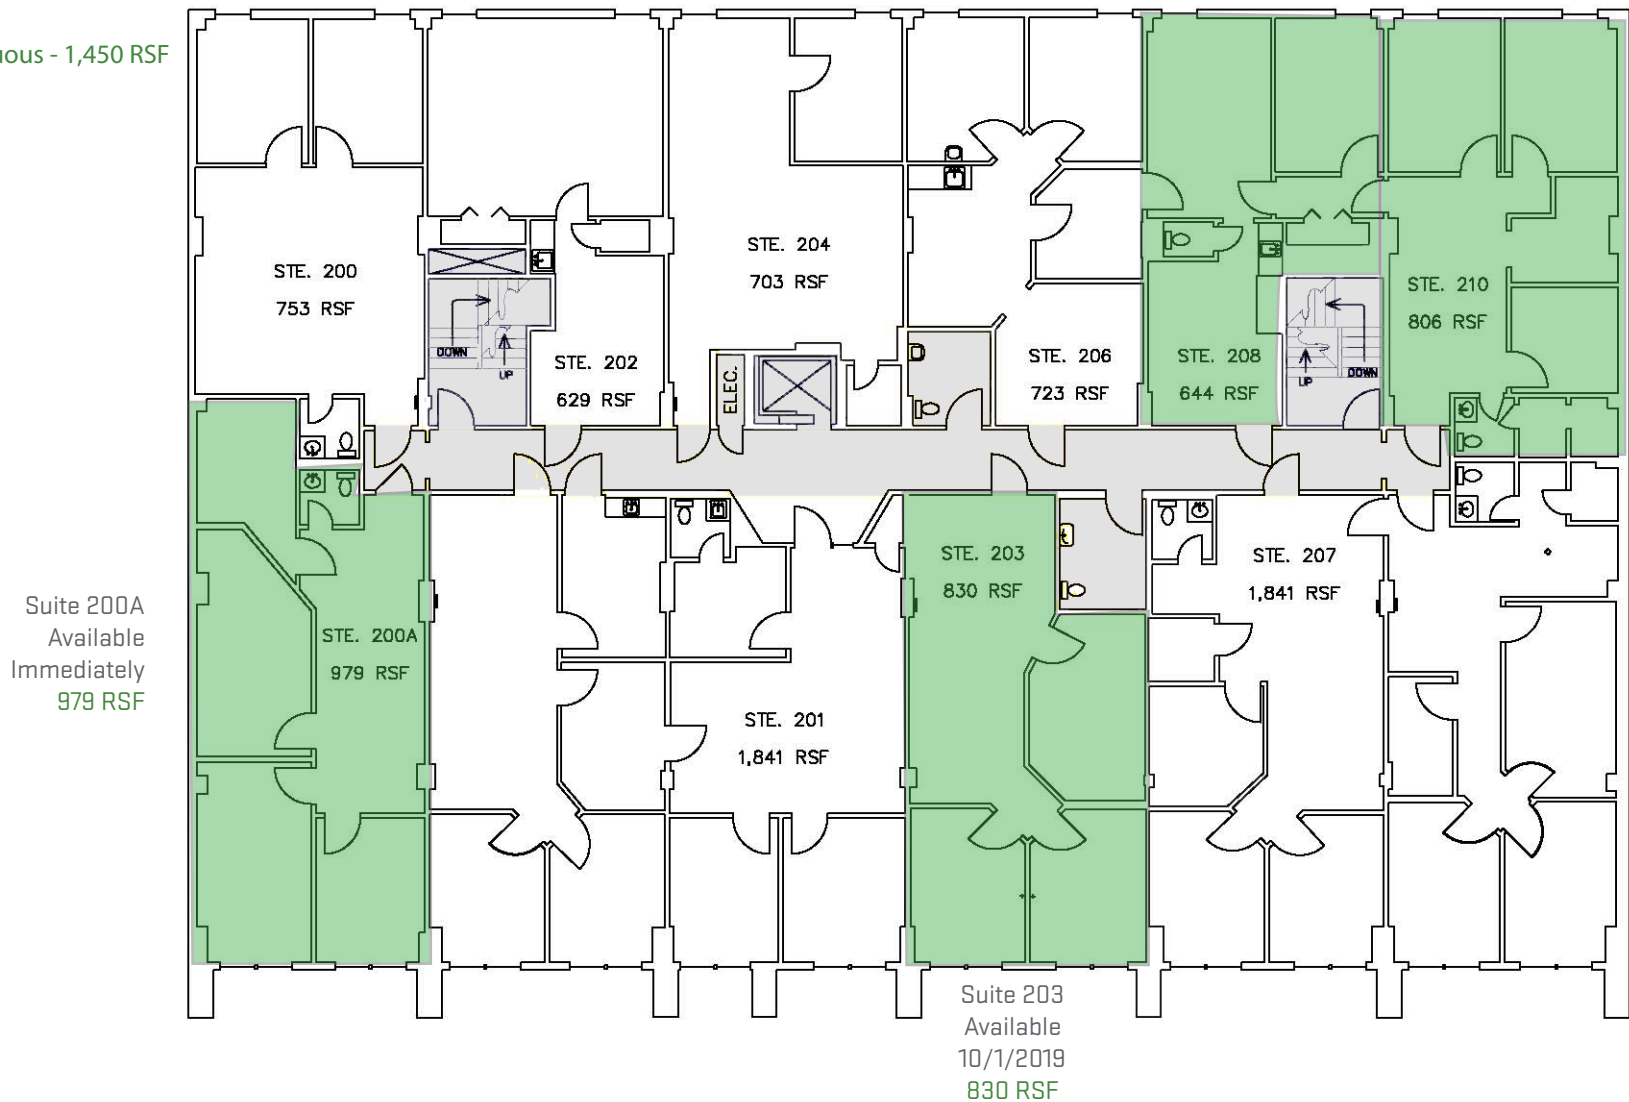 - 1,450 RSF
STE. 200
753 RSF
STE. 202
629 RSF
STE. 204
703 RSF
STE. 206
723 RSF
STE. 208
644 RSF
STE. 210
806 RSF
DOWN
UP
ELEC.
UP
DOWN
STE. 200A
979 RSF
STE. 201
1,841 RSF
STE. 203
830 RSF
STE. 207
1,841 RSF
Suite 200A
Available
Immediately
979 RSF
Suite 203
Available
10/1/2019
830 RSF